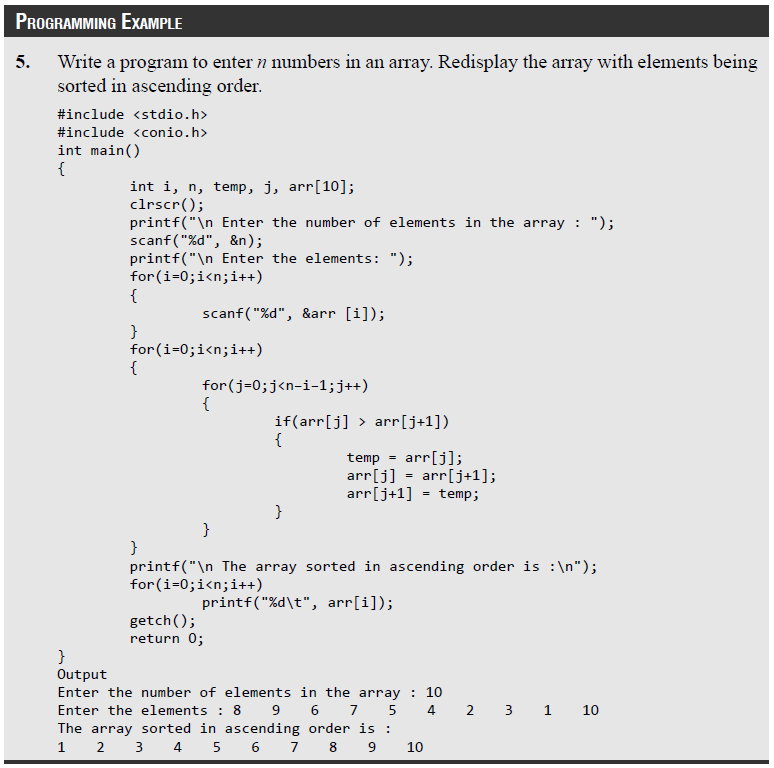 PROGRAMMING EXAMPLE
5. Write a program to enter n numbers in an array. Redisplay the array with elements being
sorted in ascending order.
#include <stdio.h>
#include <conio.h>
int main()
{
int i, n, temp, j, arr[10];
clrscr();
printf("\n Enter the number of elements in the array : ");
scanf("%d", &n);
printf("\n Enter the elements: ");
for(i=0;i<n;i++)
{
scanf("%d", &arr [i]);
}
for(i=0;i<n;i++)
{
for(j=0;j<n–i–1;j++)
{
if(arr[j] > arr[j+1])
{
temp = arr[j];
arr[j] = arr[j+1];
arr[j+1] = temp;
}
}
}
printf("\n The array sorted in ascending order is :\n");
for(i=0;i<n;i++)
printf("%d\t", arr[i]);
getch();
return 0;
}
Output
Enter the number of elements in the array : 10
Enter the elements : 8 9 6 7 5 4 2 3 1 10
The array sorted in ascending order is :
1 2 3 4 5 6 7 8 9 10